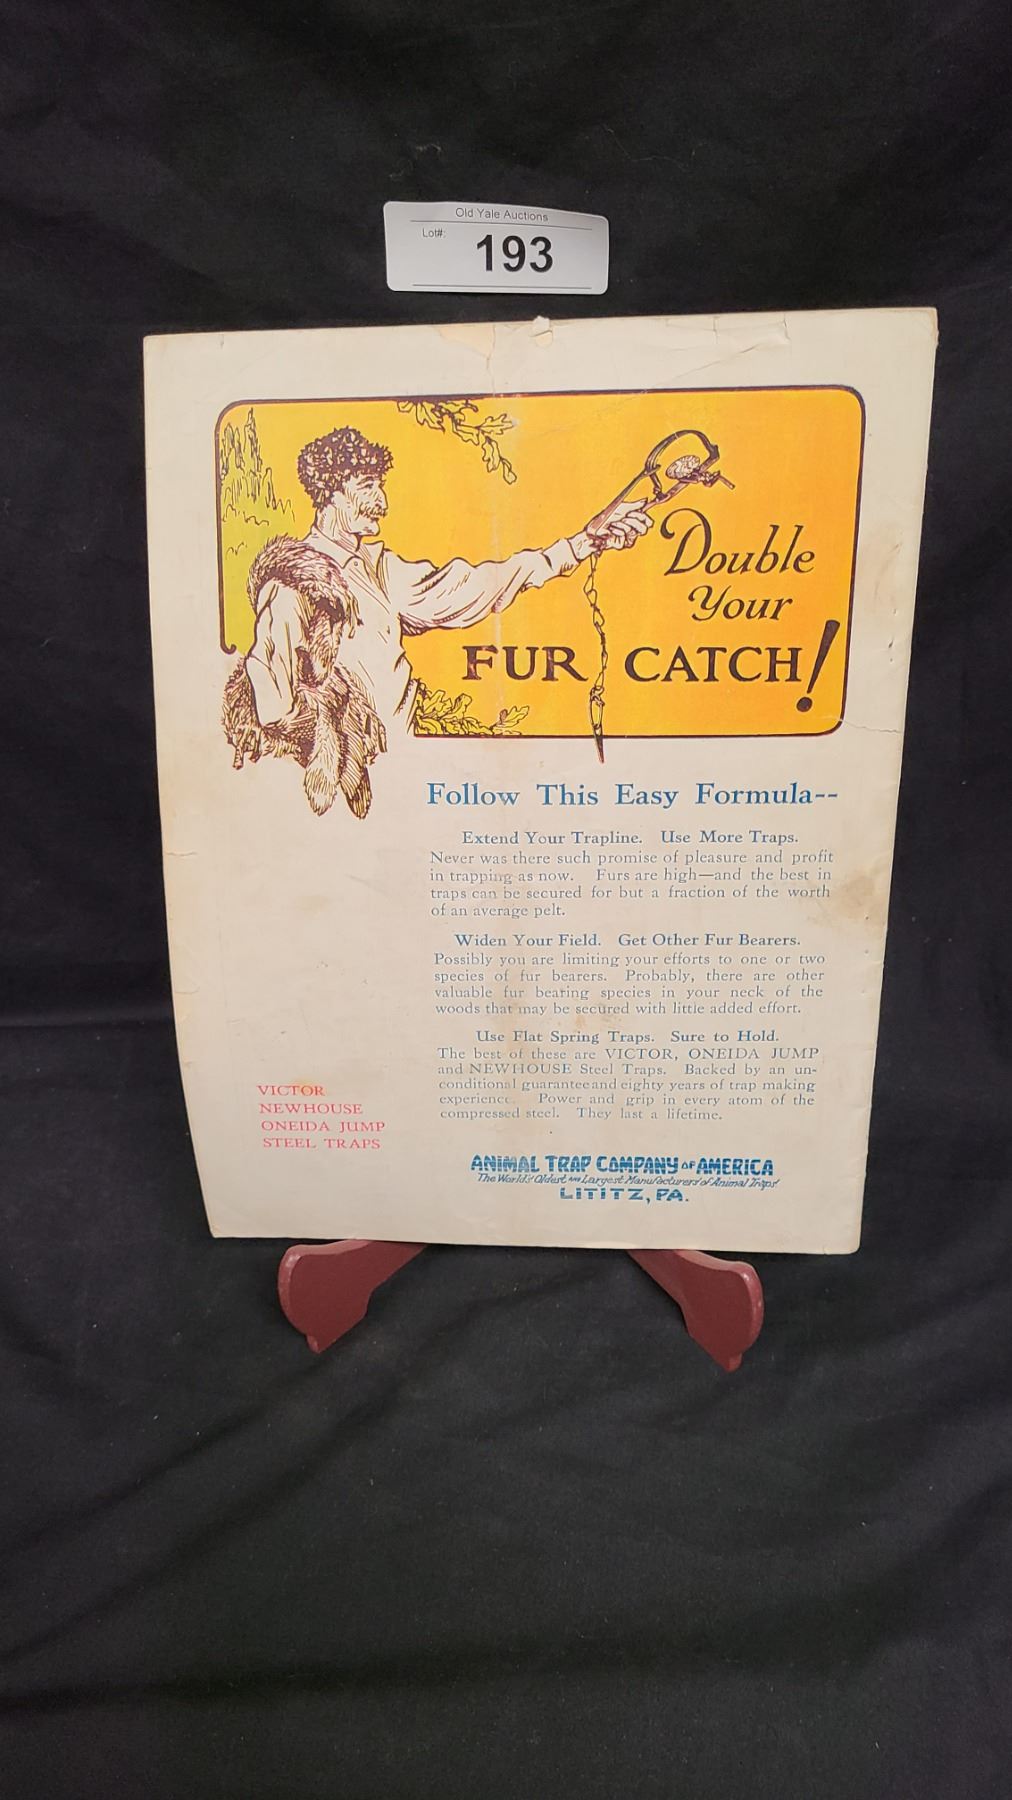 Old Yale Auctions
Lot#:
193
Double
Your
FUR CATCH!
Follow This Easy Formula--
Extend Your Trapline. Use More Traps.
Never was there such promise of pleasure and profit
in trapping as now. Furs are high—and the best in
traps can be secured for but a fraction of the worth
of an average pelt.
Widen Your Field. Get Other Fur Bearers.
Possibly you are limiting your efforts to one or two
species of fur bearers. Probably, there are other
valuable fur bearing species in your neck of the
woods that may be secured with little added effort.
Use Flat Spring Traps. Sure to Hold.
The best of these are VICTOR, ONEIDA JUMP
and NEWHOUSE Steel Traps. Backed by an un-
conditional guarantee and eighty years of trap making
experience. Power and grip in every atom of the
compressed steel. They last a lifetime.
VICTOR
NEWHOUSE
ONEIDA JUMP
STEEL TRAPS
ANIMAL TRAP COMPANY OF AMERICA
The World's Oldest and Largest Manufacturers of Animal Traps
LITITZ, PA.